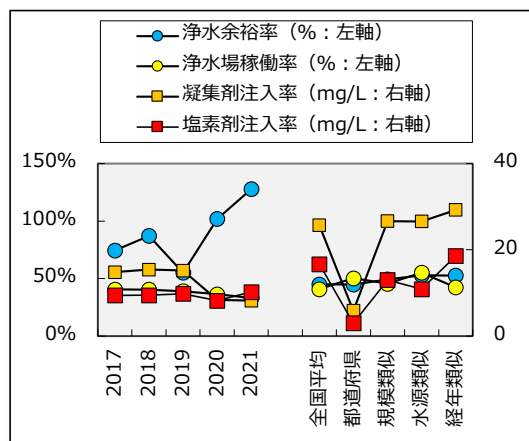 浄水余裕率（%：左軸）
浄水場稼働率（%：左軸）
凝集剤注入率（mg/L：右軸）
塩素剤注入率（mg/L：右軸）
150%
100%
50%
0%
40
20
0
2017
2018
2019
2020
2021
全国平均
都道府県
規模類似
水源類似
経年類似